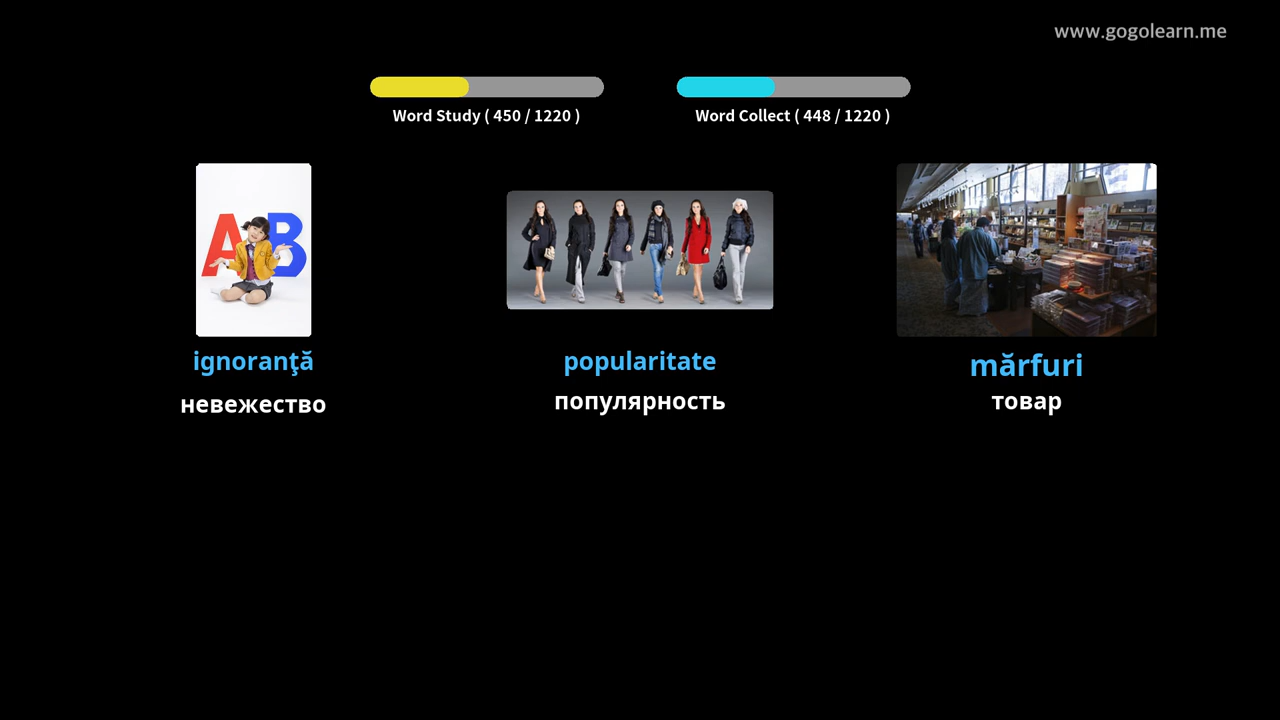 www.gogolearn.me
Word Study ( 450 / 1220 )
Word Collect ( 448 / 1220 )
ignoranţă
popularitate
mărfuri
невежество
популярность
товар